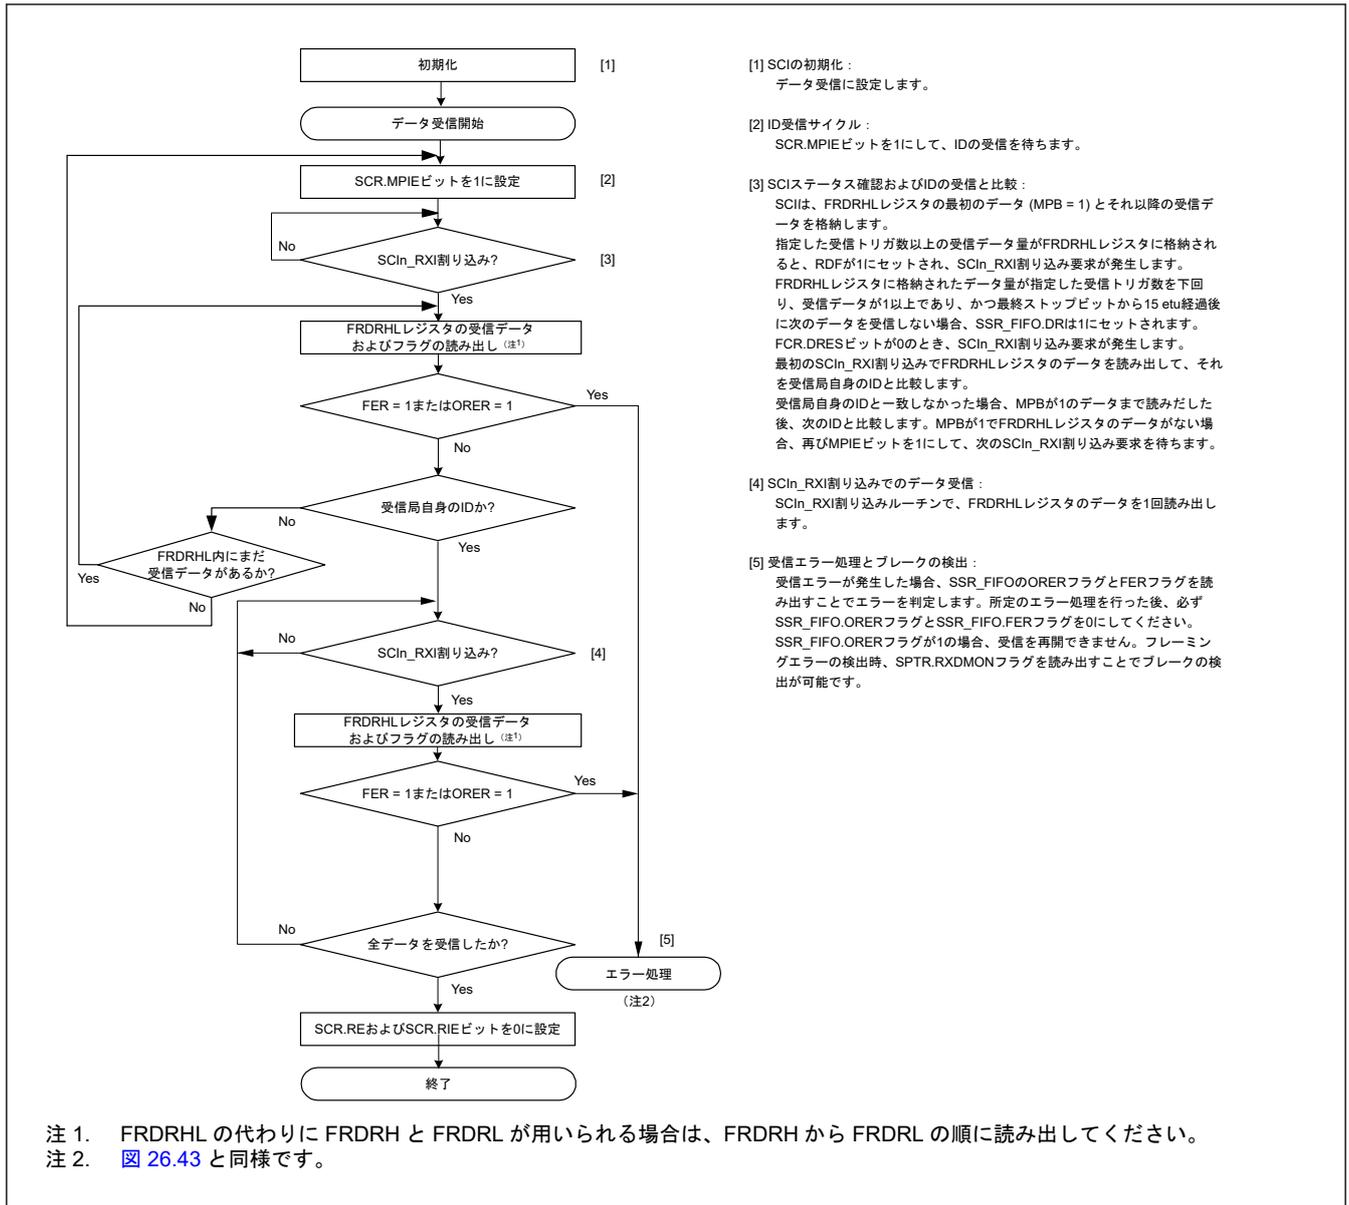 初期化 [1]
データ受信開始
SCR.MPIEビットを1に設定 [2]
No
SCIn_RXI割り込み? [3]
Yes
FRDRHLレジスタの受信データ
およびフラグの読み出し（注1）
FER = 1またはORER = 1
Yes
No
受信局自身のIDか?
No
Yes
FRDRHL内にまだ
受信データがあるか?
Yes
No
SCIn_RXI割り込み? [4]
No
Yes
FRDRHLレジスタの受信データ
およびフラグの読み出し（注1）
FER = 1またはORER = 1
Yes
No
全データを受信したか?
No
Yes
[5]
エラー処理
（注2）
SCR.REおよびSCR.RIEビットを0に設定
終了
[1] SCIの初期化：
データ受信に設定します。
[2] ID受信サイクル：
SCR.MPIEビットを1にして、IDの受信を待ちます。
[3] SCIステータス確認およびIDの受信と比較：
SCIは、FRDRHLレジスタの最初のデータ (MPB = 1) とそれ以降の受信デ
ータを格納します。
指定した受信トリガ数以上の受信データ量がFRDRHLレジスタに格納され
ると、RDFが1にセットされ、SCIn_RXI割り込み要求が発生します。
FRDRHLレジスタに格納されたデータ量が指定した受信トリガ数を下回
り、受信データが1以上であり、かつ最終ストップビットから15 etu経過後
に次のデータを受信しない場合、SSR_FIFO.DRは1にセットされます。
FCR.DRESビットが0のとき、SCIn_RXI割り込み要求が発生します。
最初のSCIn_RXI割り込みでFRDRHLレジスタのデータを読み出して、それ
を受信局自身のIDと比較します。
受信局自身のIDと一致しなかった場合、MPBが1のデータまで読みだした
後、次のIDと比較します。MPBが1でFRDRHLレジスタのデータがない場
合、再びMPIEビットを1にして、次のSCIn_RXI割り込み要求を待ちます。
[4] SCIn_RXI割り込みでのデータ受信：
SCIn_RXI割り込みルーチンで、FRDRHLレジスタのデータを1回読み出し
ます。
[5] 受信エラー処理とブレークの検出：
受信エラーが発生した場合、SSR_FIFOのORERフラグとFERフラグを読
み出すことでエラーを判定します。所定のエラー処理を行った後、必ず
SSR_FIFO.ORERフラグとSSR_FIFO.FERフラグを0にしてください。
SSR_FIFO.ORERフラグが1の場合、受信を再開できません。フレーミン
グエラーの検出時、SPTR.RXDMONフラグを読み出すことでブレークの検
出が可能です。
注 1. FRDRHL の代わりに FRDRH と FRDRL が用いられる場合は、FRDRH から FRDRL の順に読み出してください。
注 2. 図 26.43 と同様です。